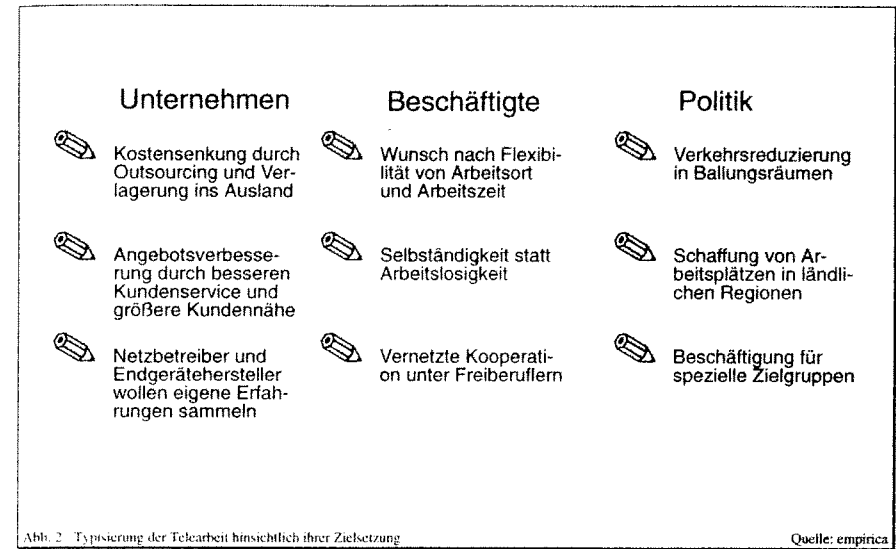 Unternehmen
Kostensenkung durch
Outsourcing und Ver-
lagerung ins Ausland
Angebotsverbesse-
rung durch besseren
Kundenservice und
größere Kundennähe
Netzbetreiber und
Endgerätehersteller
wollen eigene Erfah-
rungen sammeln
Beschäftigte
Wunsch nach Flexibi-
lität von Arbeitsort
und Arbeitszeit
Selbständigkeit statt
Arbeitslosigkeit
Vernetzte Kooperati-
on unter Freiberuflern
Politik
Verkehrsreduzierung
in Ballungsräumen
Schaffung von Ar-
beitsplätzen in ländli-
chen Regionen
Beschäftigung für
spezielle Zielgruppen
Abb. 2 Typisierung der Telearbeit hinsichtlich ihrer Zielsetzung
Quelle: empirica